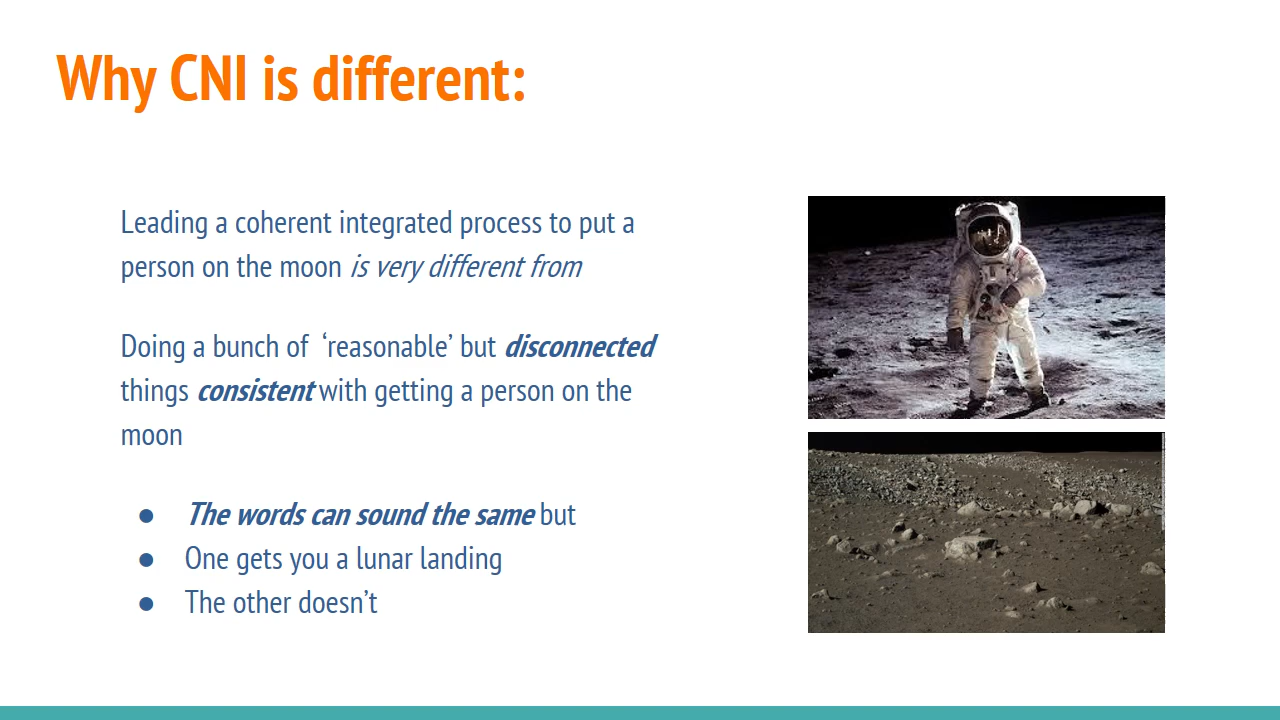 Why CNI is different:
Leading a coherent integrated process to put a
person on the moon is very different from
Doing a bunch of  ‘reasonable’ but disconnected
things consistent with getting a person on the
moon
● The words can sound the same but
● One gets you a lunar landing
● The other doesn’t